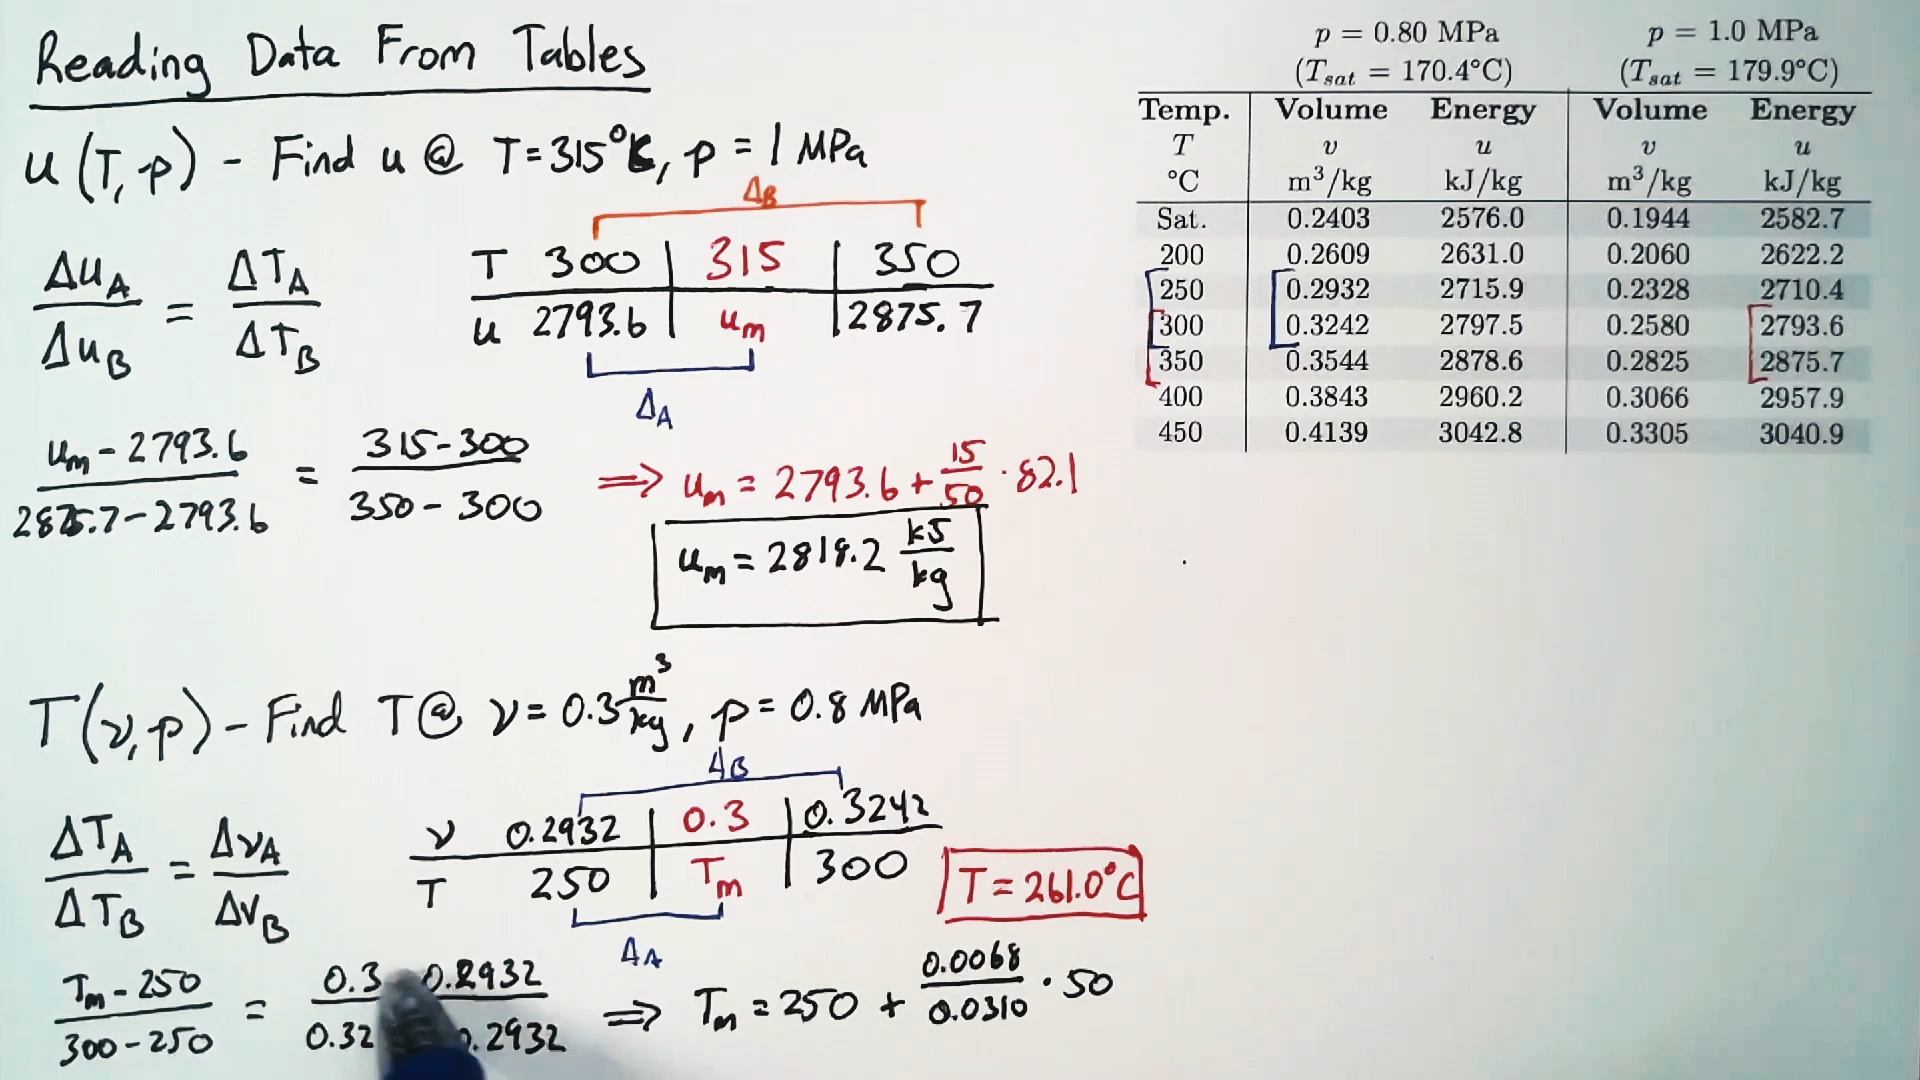 Reading Data From Tables
u(T,p) - Find u @ T=315°C, p = 1 MPa
ΔB
T 300 | 315 | 350
u 2793.6 | um | 2875.7
ΔA
ΔuA / ΔuB = ΔTA / ΔTB
um - 2793.6 / 2875.7 - 2793.6 = 315-300 / 350-300 ⇒ um = 2793.6 + 15/50 · 82.1
um = 2818.2 kJ/kg
T(v,p) - Find T @ v = 0.3 m³/kg, p = 0.8 MPa
ΔB
v 0.2932 | 0.3 | 0.3242
T 250 | Tm | 300
ΔA
T = 261.0°C
ΔTA / ΔTB = ΔvA / ΔvB
Tm - 250 / 300 - 250 = 0.3 0.2932 / 0.32 0.2932 ⇒ Tm = 250 + 0.0068/0.0310 · 50
p = 0.80 MPa p = 1.0 MPa
(Tsat = 170.4°C) (Tsat = 179.9°C)
Temp. Volume Energy Volume Energy
T v u v u
°C m³/kg kJ/kg m³/kg kJ/kg
Sat. 0.2403 2576.0 0.1944 2582.7
200 0.2609 2631.0 0.2060 2622.2
250 0.2932 2715.9 0.2328 2710.4
300 0.3242 2797.5 0.2580 2793.6
350 0.3544 2878.6 0.2825 2875.7
400 0.3843 2960.2 0.3066 2957.9
450 0.4139 3042.8 0.3305 3040.9